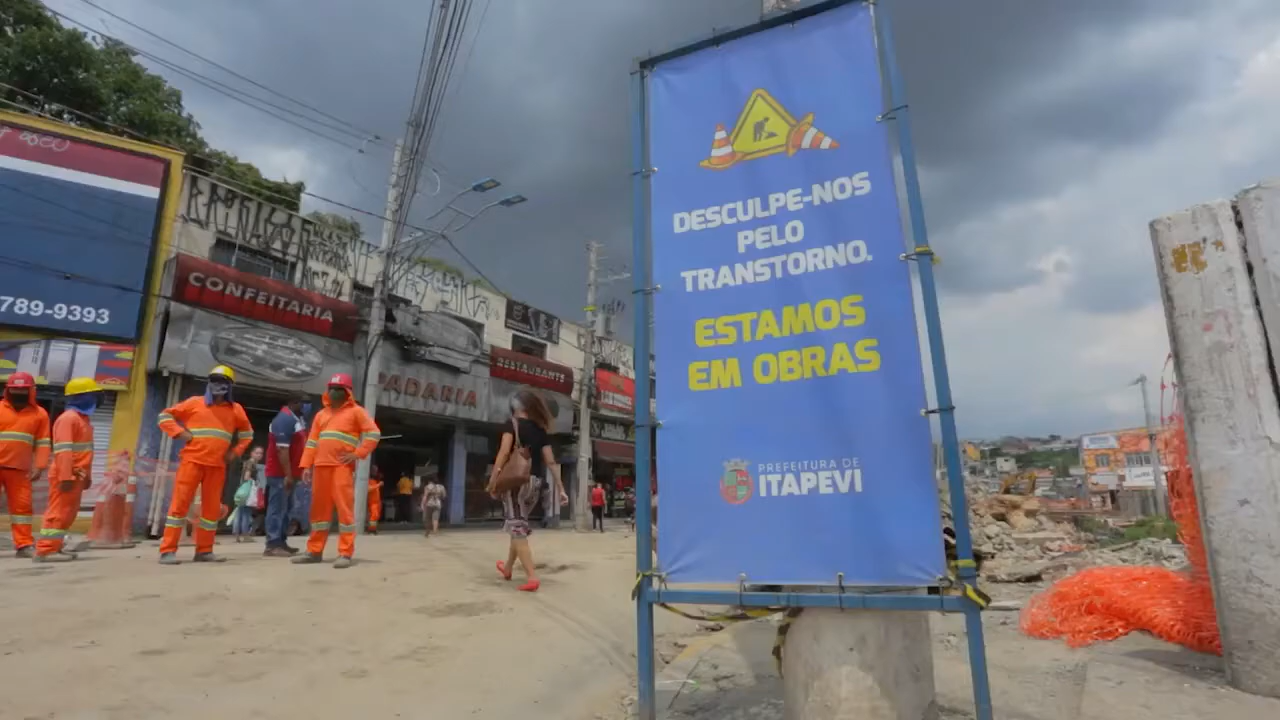 789-9393
CONFEITARIA
PADARIA
RESTAURANTE
DESCULPE-NOS
PELO
TRANSTORNO.
ESTAMOS
EM OBRAS
PREFEITURA DE
ITAPEVI